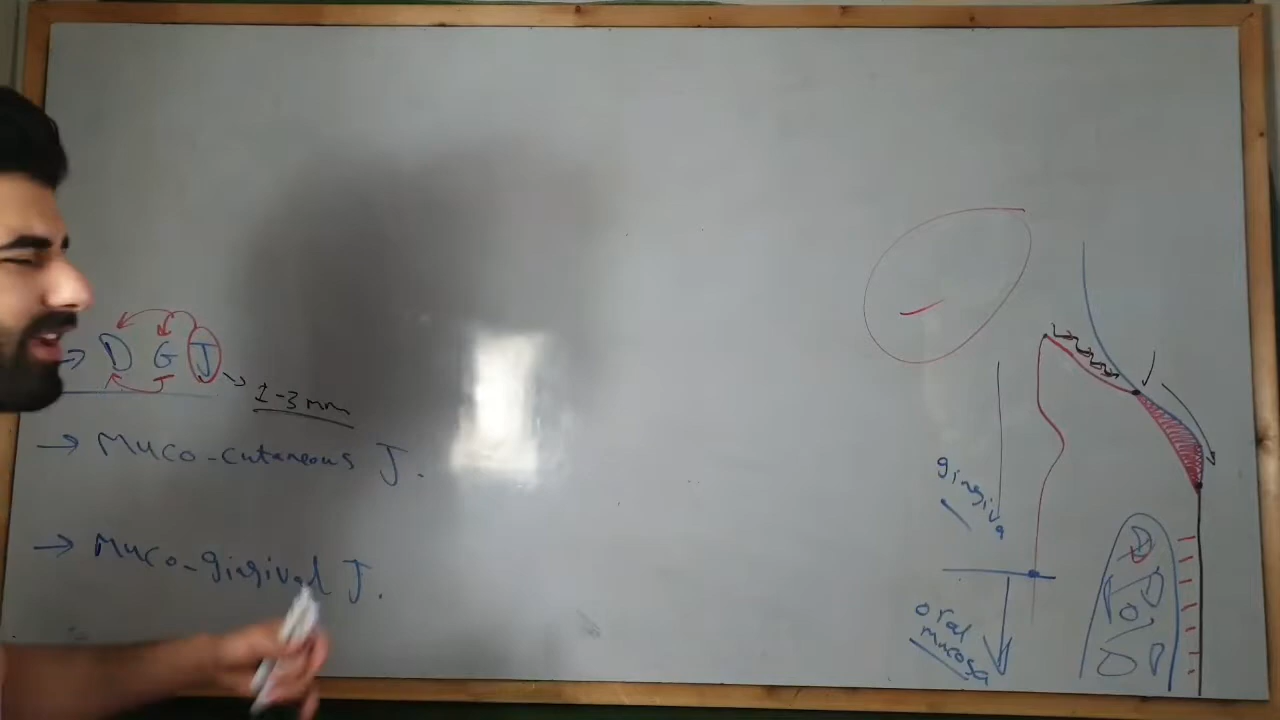 → D G J
1-3 mm
→ Muco-cutaneous J.
→ Muco-gingival J.
gingiva
oral
mucosa